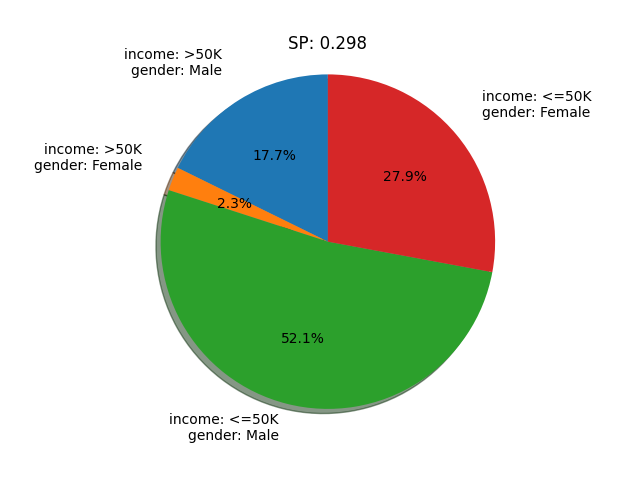 SP: 0.298
income: >50K
gender: Male
income: <=50K
gender: Female
income: >50K
gender: Female
17.7%
27.9%
2.3%
52.1%
income: <=50K
gender: Male